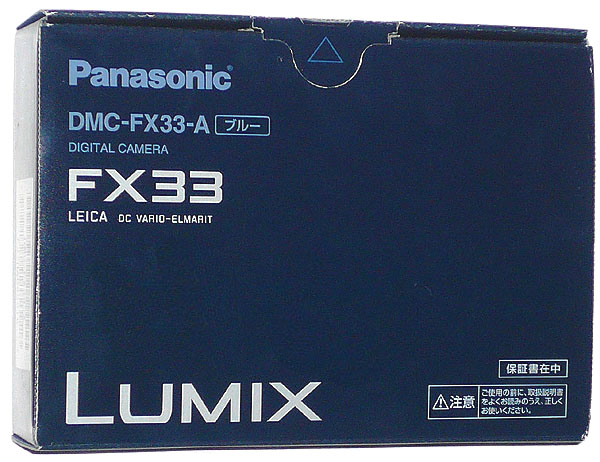 Panasonic
DMC-FX33-A ブルー
DIGITAL CAMERA
FX33
LEICA DC VARIO-ELMARIT
保証書在中
LUMIX
注意
ご使用の前に、取扱説明書
をよくお読みのうえ、正しく
お使いください。